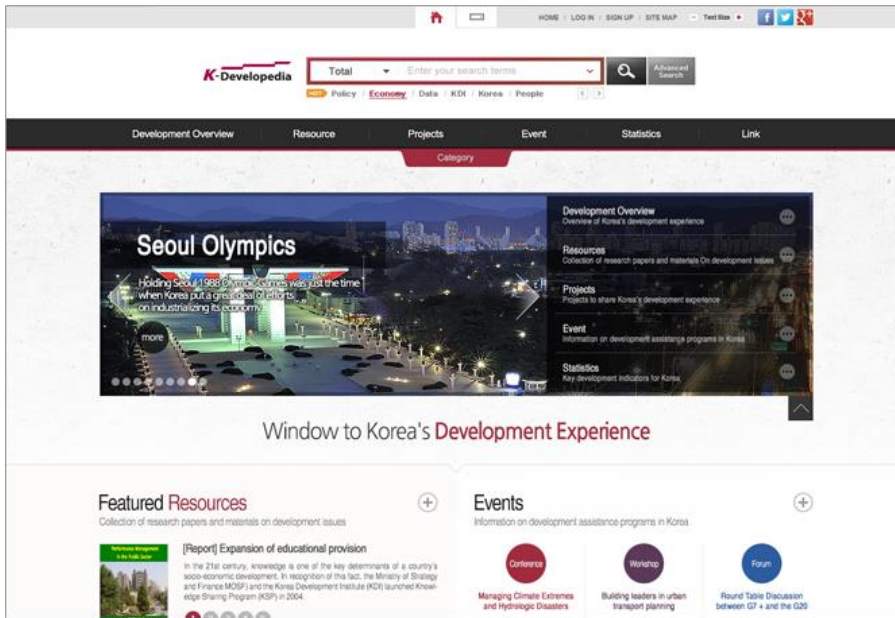 HOME / LOG IN / SIGN UP / SITE MAP Text Size
K-Developedia
Total Enter your search terms Advanced Search
HOT Policy / Economy / Data / KDI / Korea / People
Development Overview Resource Projects Event Statistics Link
Category
Seoul Olympics
Holding Seoul 1988 Olympic Games was just the time
when Korea put a great deal of efforts
on industrializing its economy
more
Development Overview
Overview of Korea's development experience
Resources
Collection of research papers and materials On development issues
Projects
Projects to share Korea's development experience
Event
Information on development assistance programs in Korea
Statistics
Key development indicators for Korea
Window to Korea's Development Experience
Featured Resources
Collection of research papers and materials on development issues
Performance Management
in the Public Sector
[Report] Expansion of educational provision
In the 21st century, knowledge is one of the key determinants of a country's
socio-economic development. In recognition of this fact, the Ministry of Strategy
and Finance MOSF) and the Korea Development Institute (KDI) launched Knowl-
edge Sharing Program (KSP) in 2004.
Events
Information on development assistance programs in Korea
Conference
Managing Climate Extremes
and Hydrologic Disasters
Workshop
Building leaders in urban
transport planning
Forum
Round Table Discussion
between G7 + and the G20